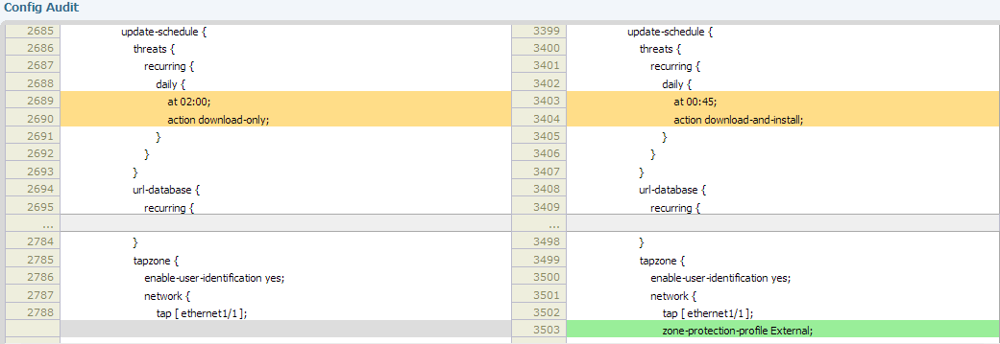 Config Audit
2685 update-schedule { 3399 update-schedule {
2686 threats { 3400 threats {
2687 recurring { 3401 recurring {
2688 daily { 3402 daily {
2689 at 02:00; 3403 at 00:45;
2690 action download-only; 3404 action download-and-install;
2691 } 3405 }
2692 } 3406 }
2693 } 3407 }
2694 url-database { 3408 url-database {
2695 recurring { 3409 recurring {
... ...
2784 } 3498 }
2785 tapzone { 3499 tapzone {
2786 enable-user-identification yes; 3500 enable-user-identification yes;
2787 network { 3501 network {
2788 tap [ ethernet1/1 ]; 3502 tap [ ethernet1/1 ];
3503 zone-protection-profile External;